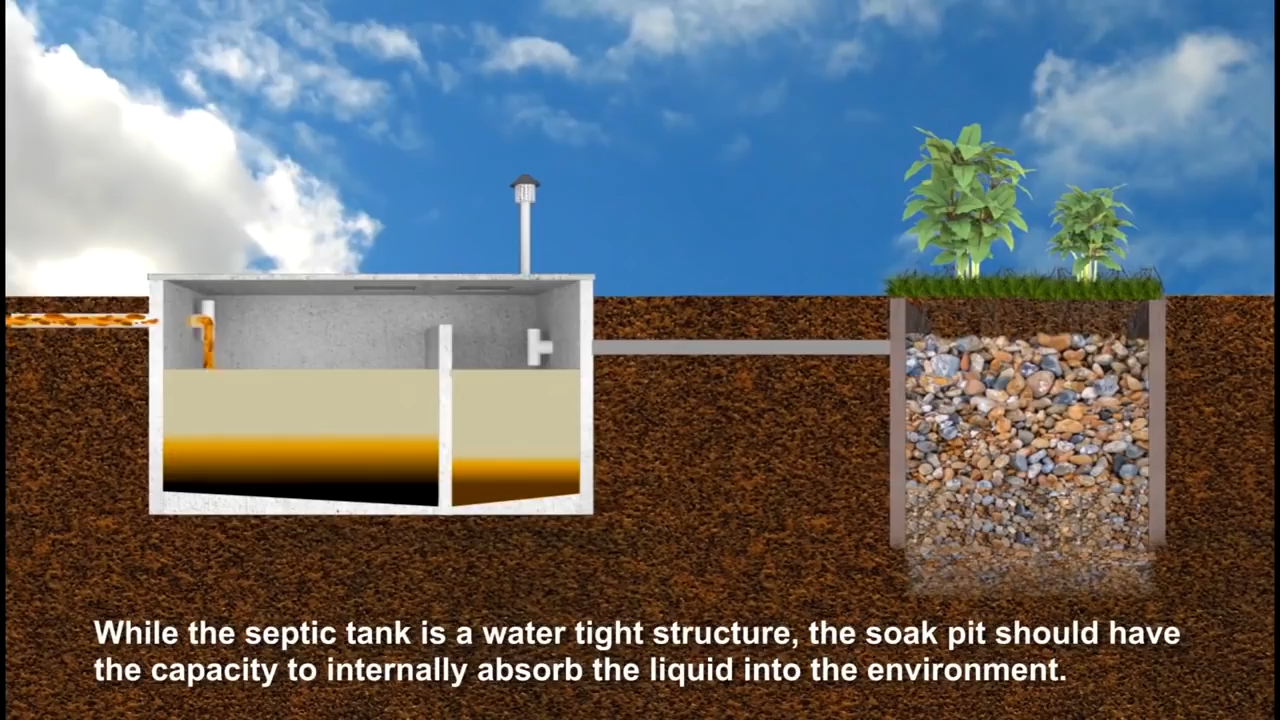 While the septic tank is a water tight structure, the soak pit should have
the capacity to internally absorb the liquid into the environment.